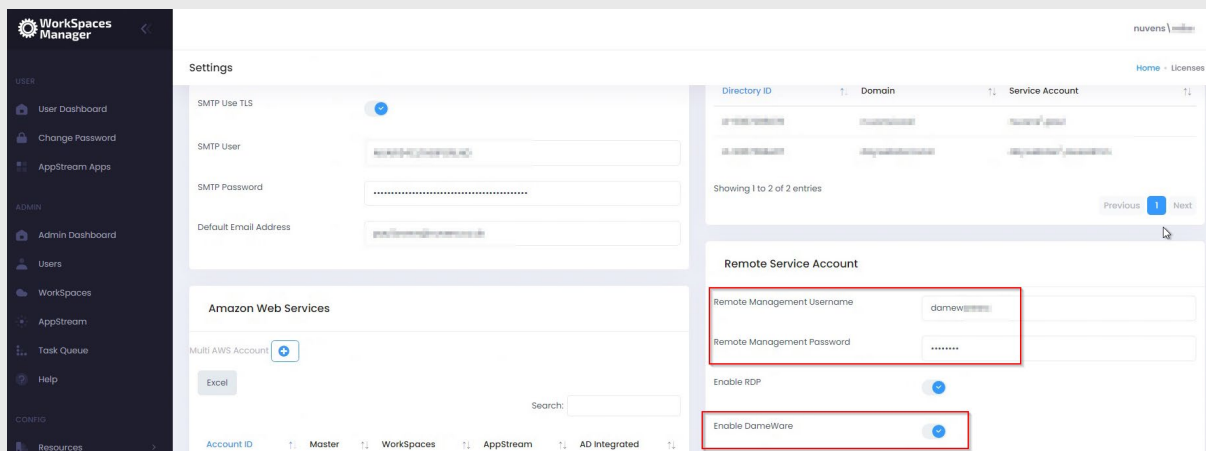 WorkSpaces
Manager
nuvens\
Settings
Home - Licenses
USER
User Dashboard
Change Password
AppStream Apps
ADMIN
Admin Dashboard
Users
WorkSpaces
AppStream
Task Queue
Help
CONFIG
Resources
SMTP Use TLS
SMTP User
SMTP Password
Default Email Address
Amazon Web Services
Multi AWS Account
Excel
Search:
Account ID Master WorkSpaces AppStream AD Integrated
Directory ID Domain Service Account
Showing 1 to 2 of 2 entries
Previous 1 Next
Remote Service Account
Remote Management Username
damew
Remote Management Password
Enable RDP
Enable DameWare